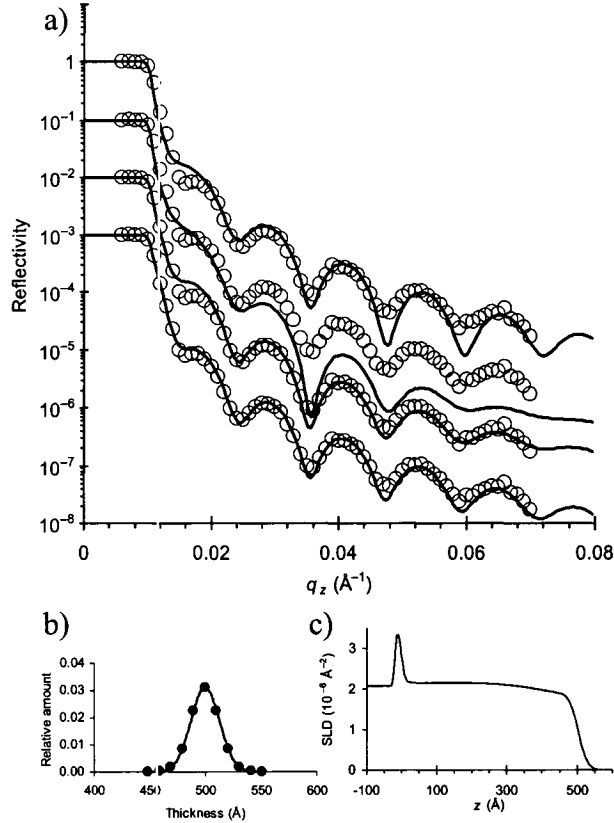 a)
1
10⁻¹
10⁻²
10⁻³
10⁻⁴
10⁻⁵
10⁻⁶
10⁻⁷
10⁻⁸
Reflectivity
0 0.02 0.04 0.06 0.08
q z (Å⁻¹)
b)
0.04
0.03
0.02
0.01
0.00
Relative amount
400 450 500 550 600
Thickness (Å)
c)
4
3
2
1
0
SLD (10⁻⁶ Å⁻²)
-100 100 300 500
z (Å)